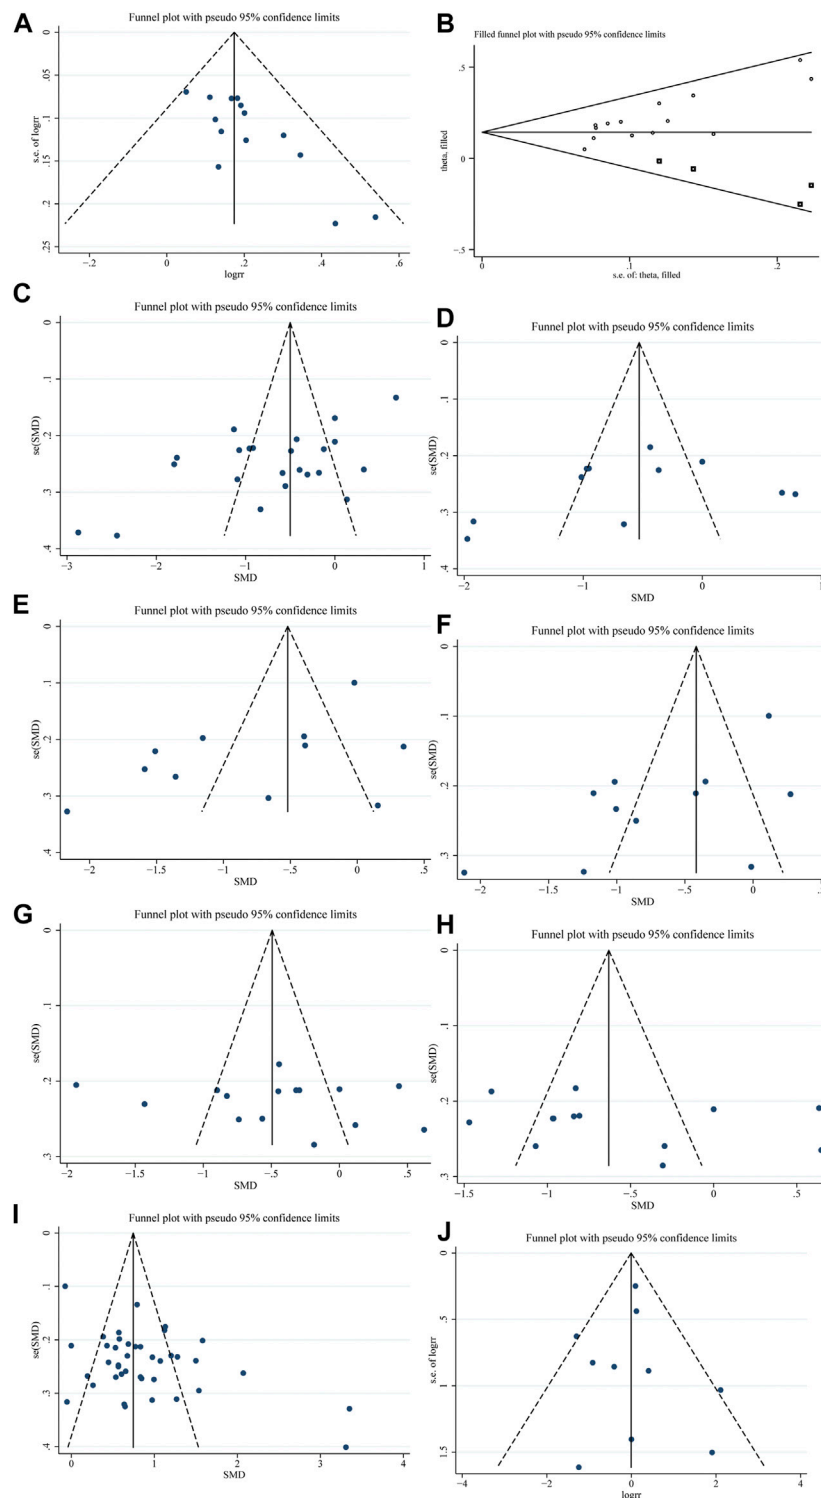 A
Funnel plot with pseudo 95% confidence limits
s.e. of logrr
0
.05
.1
.15
.2
.25
−.2
0
.2
.4
.6
logrr
B
Filled funnel plot with pseudo 95% confidence limits
theta, filled
.5
0
−.5
0
.1
.2
s.e. of: theta, filled
C
Funnel plot with pseudo 95% confidence limits
se(SMD)
0
.1
.2
.3
.4
−3
−2
−1
0
1
SMD
D
Funnel plot with pseudo 95% confidence limits
se(SMD)
0
.1
.2
.3
.4
−2
−1
0
1
SMD
E
Funnel plot with pseudo 95% confidence limits
se(SMD)
0
.1
.2
.3
.4
−2
−1.5
−1
−.5
0
.5
SMD
F
Funnel plot with pseudo 95% confidence limits
se(SMD)
0
.1
.2
.3
−2
−1.5
−1
−.5
0
SMD
G
Funnel plot with pseudo 95% confidence limits
se(SMD)
0
.1
.2
.3
−2
−1.5
−1
−.5
0
.5
SMD
H
Funnel plot with pseudo 95% confidence limits
se(SMD)
0
.1
.2
.3
−1.5
−1
−.5
0
.5
SMD
I
Funnel plot with pseudo 95% confidence limits
se(SMD)
0
.1
.2
.3
.4
0
1
2
3
4
SMD
J
Funnel plot with pseudo 95% confidence limits
s.e. of logrr
0
.5
1
1.5
−4
−2
0
2
4
logrr